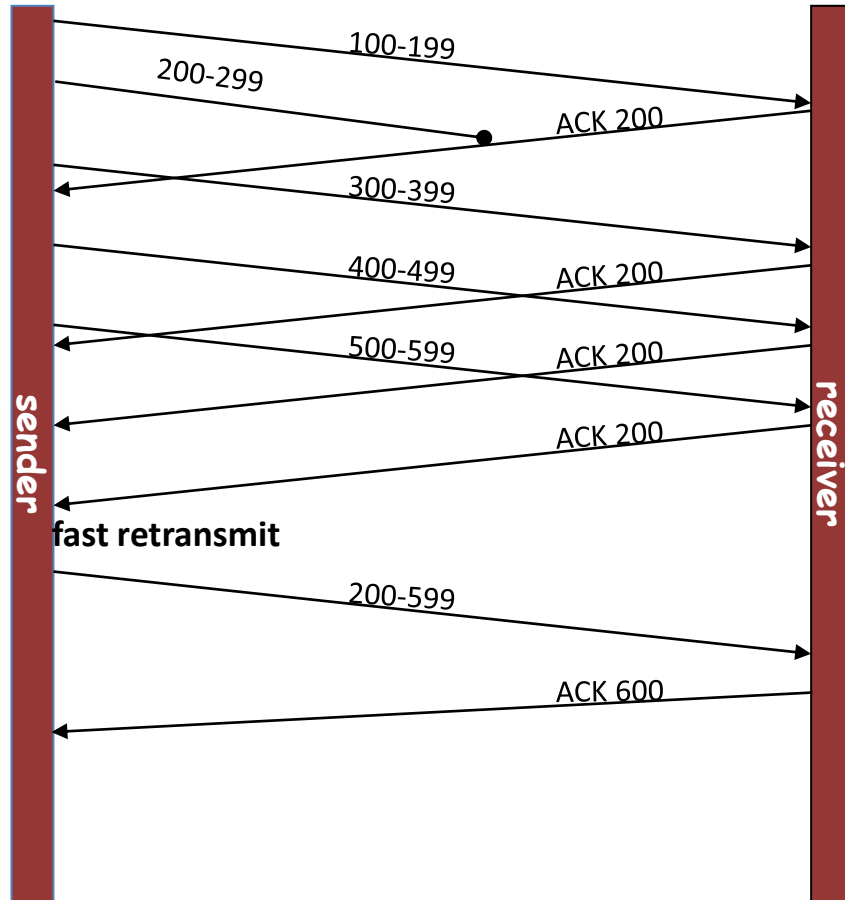 100-199
200-299
ACK 200
300-399
400-499
ACK 200
500-599
ACK 200
sender
receiver
ACK 200
fast retransmit
200-599
ACK 600